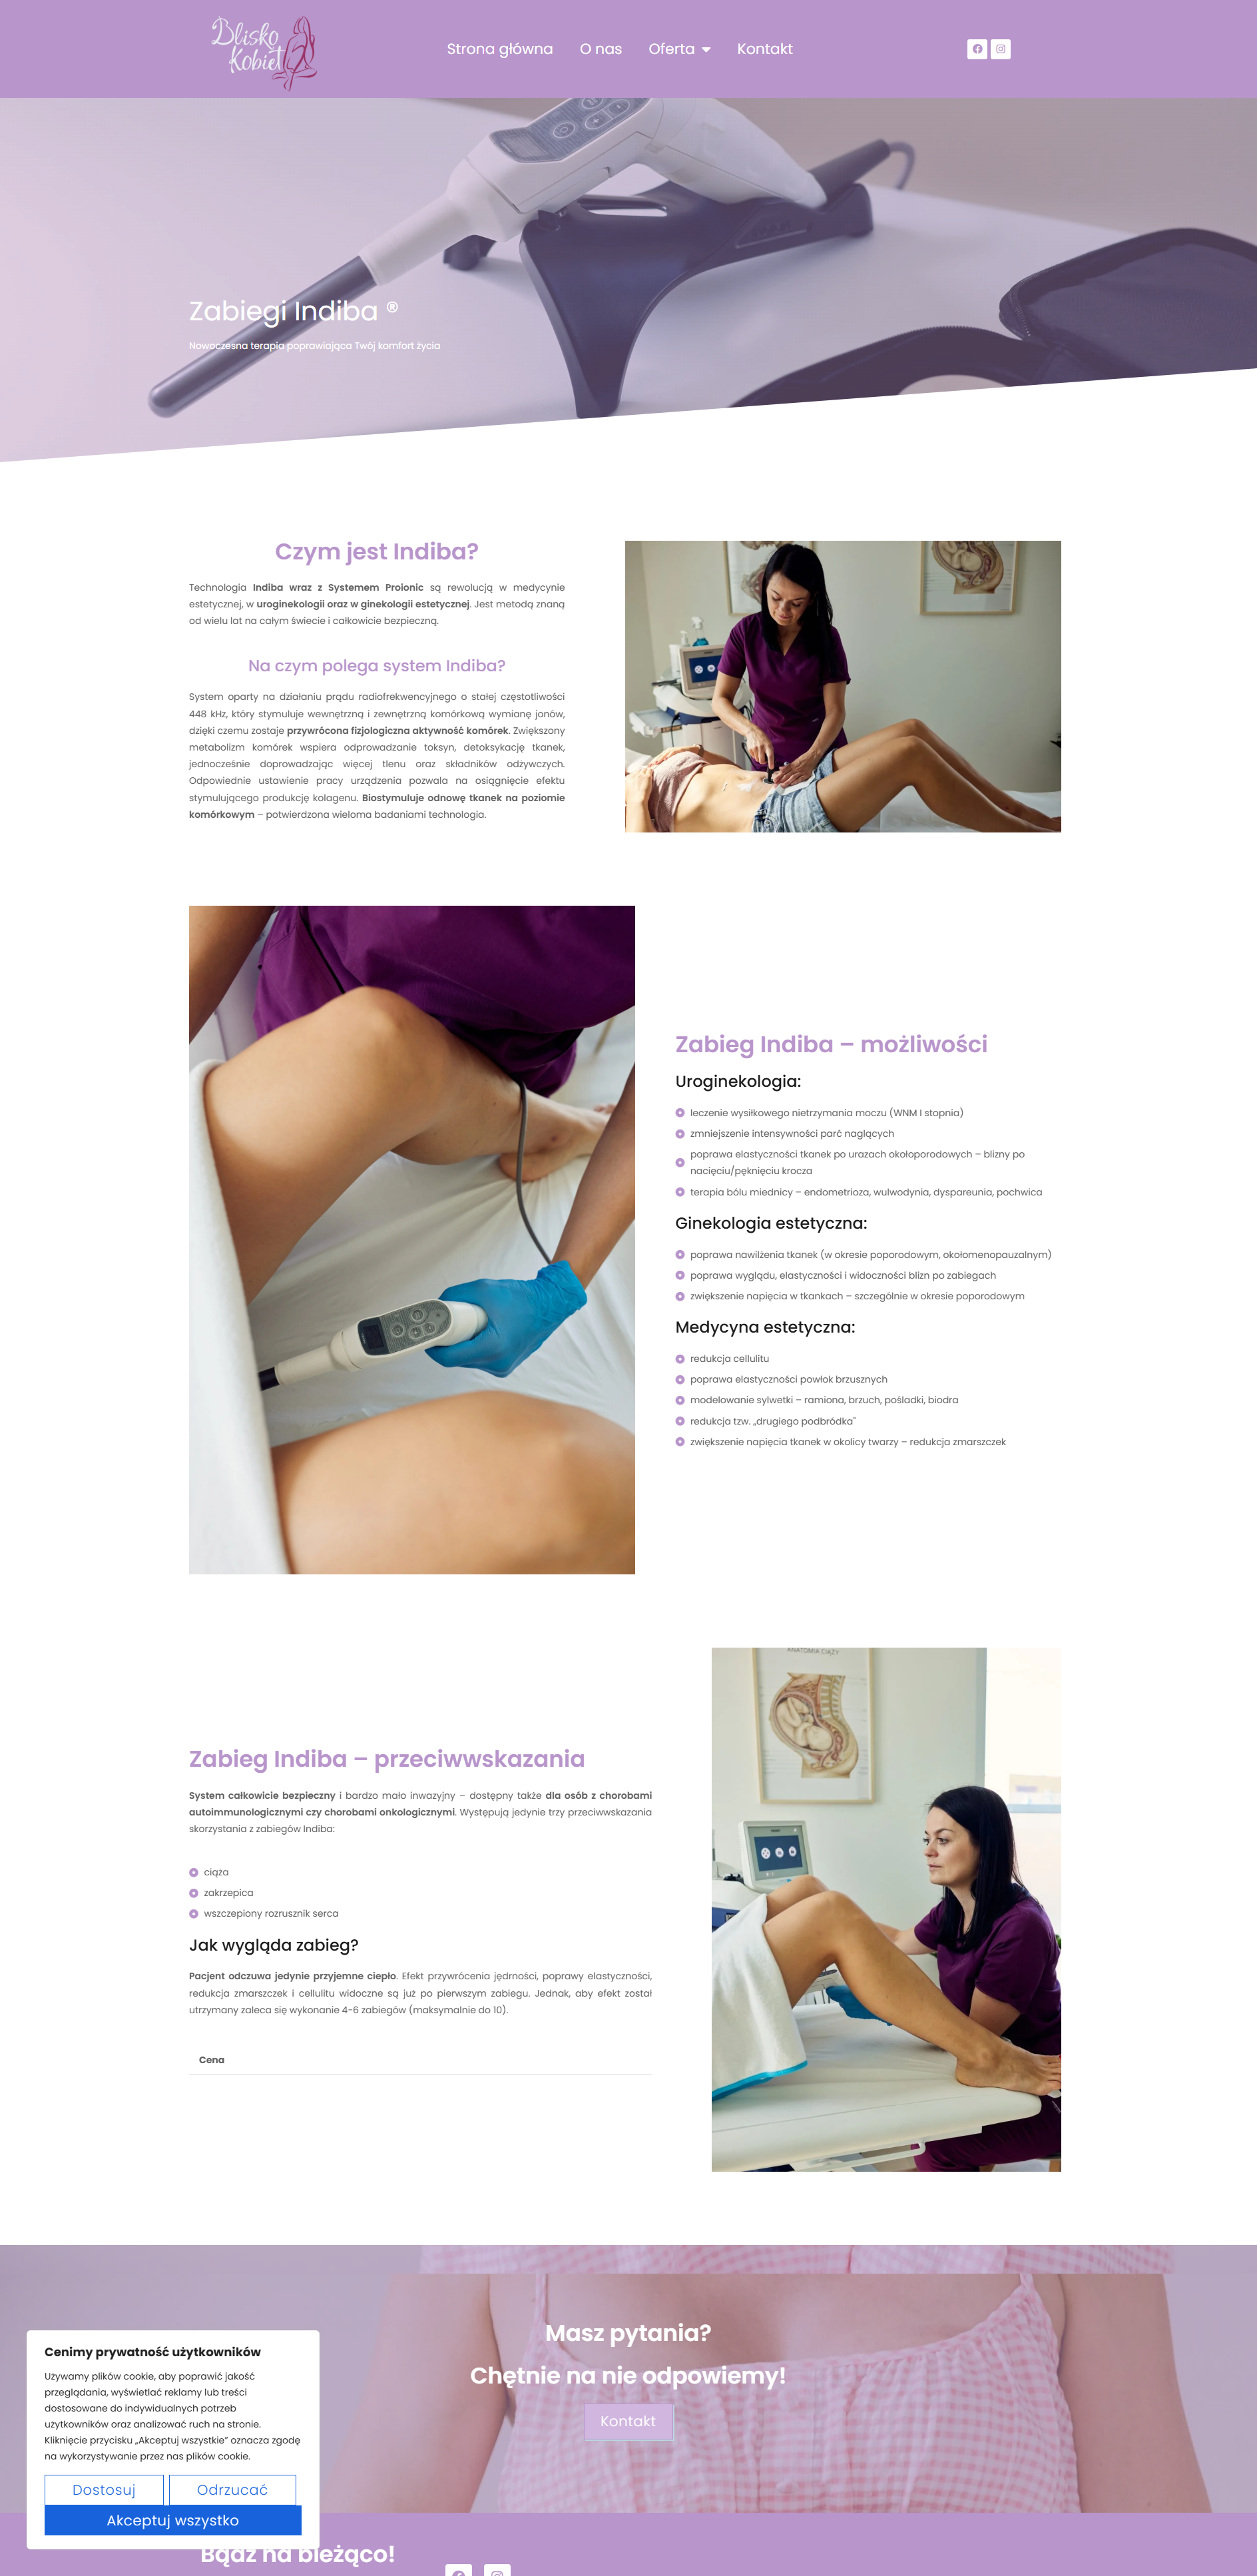 Blisko
Kobiet
Strona główna
O nas
Oferta
Kontakt
Zabiegi Indiba ®
Nowoczesna terapia poprawiająca Twój komfort życia
Czym jest Indiba?
Technologia Indiba wraz z Systemem Proionic są rewolucją w medycynie
estetycznej, w uroginekologii oraz w ginekologii estetycznej. Jest metodą znaną
od wielu lat na całym świecie i całkowicie bezpieczną.
Na czym polega system Indiba?
System oparty na działaniu prądu radiofrekwencyjnego o stałej częstotliwości
448 kHz, który stymuluje wewnętrzną i zewnętrzną komórkową wymianę jonów,
dzięki czemu zostaje przywrócona fizjologiczna aktywność komórek. Zwiększony
metabolizm komórek wspiera odprowadzanie toksyn, detoksykację tkanek,
jednocześnie doprowadzając więcej tlenu oraz składników odżywczych.
Odpowiednie ustawienie pracy urządzenia pozwala na osiągnięcie efektu
stymulującego produkcję kolagenu. Biostymuluje odnowę tkanek na poziomie
komórkowym – potwierdzona wieloma badaniami technologia.
Zabieg Indiba – możliwości
Uroginekologia:
leczenie wysiłkowego nietrzymania moczu (WNM I stopnia)
zmniejszenie intensywności parć naglących
poprawa elastyczności tkanek po urazach okołoporodowych – blizny po
nacięciu/pęknięciu krocza
terapia bólu miednicy – endometrioza, wulwodynia, dyspareunia, pochwica
Ginekologia estetyczna:
poprawa nawilżenia tkanek (w okresie poporodowym, okołomenopauzalnym)
poprawa wyglądu, elastyczności i widoczności blizn po zabiegach
zwiększenie napięcia w tkankach – szczególnie w okresie poporodowym
Medycyna estetyczna:
redukcja cellulitu
poprawa elastyczności powłok brzusznych
modelowanie sylwetki – ramiona, brzuch, pośladki, biodra
redukcja tzw. „drugiego podbródka"
zwiększenie napięcia tkanek w okolicy twarzy – redukcja zmarszczek
ANATOMIA CIĄŻY
Zabieg Indiba – przeciwwskazania
System całkowicie bezpieczny i bardzo mało inwazyjny – dostępny także dla osób z chorobami
autoimmunologicznymi czy chorobami onkologicznymi. Występują jedynie trzy przeciwwskazania
skorzystania z zabiegów Indiba:
ciąża
zakrzepica
wszczepiony rozrusznik serca
Jak wygląda zabieg?
Pacjent odczuwa jedynie przyjemne ciepło. Efekt przywrócenia jędrności, poprawy elastyczności,
redukcja zmarszczek i cellulitu widoczne są już po pierwszym zabiegu. Jednak, aby efekt został
utrzymany zaleca się wykonanie 4-6 zabiegów (maksymalnie do 10).
Cena
Masz pytania?
Chętnie na nie odpowiemy!
Kontakt
Cenimy prywatność użytkowników
Używamy plików cookie, aby poprawić jakość
przeglądania, wyświetlać reklamy lub treści
dostosowane do indywidualnych potrzeb
użytkowników oraz analizować ruch na stronie.
Kliknięcie przycisku „Akceptuj wszystkie” oznacza zgodę
na wykorzystywanie przez nas plików cookie.
Dostosuj
Odrzucać
Akceptuj wszystko
Bądź na bieżąco!